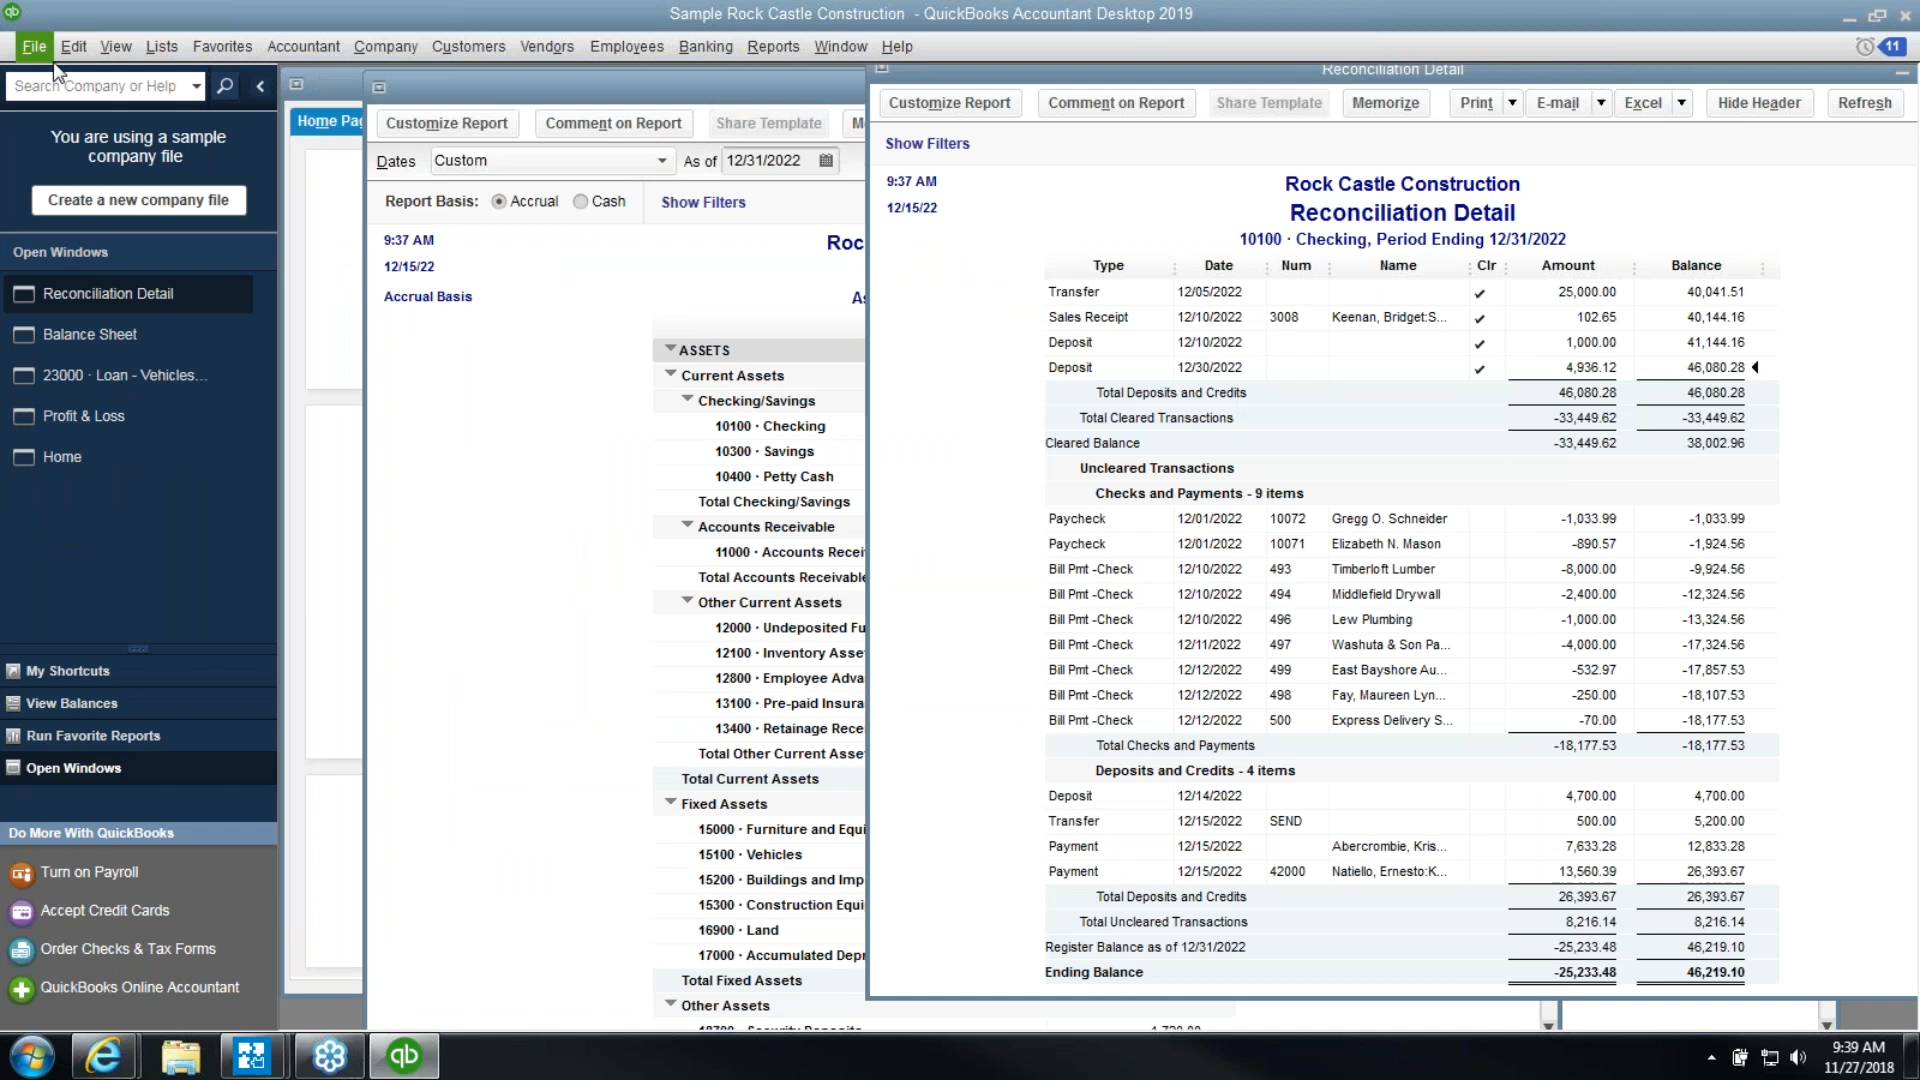 Sample Rock Castle Construction - QuickBooks Accountant Desktop 2019
File Edit View Lists Favorites Accountant Company Customers Vendors Employees Banking Reports Window Help
11
Search Company or Help
You are using a sample
company file
Create a new company file
Open Windows
Reconciliation Detail
Balance Sheet
23000 · Loan - Vehicles...
Profit & Loss
Home
My Shortcuts
View Balances
Run Favorite Reports
Open Windows
Do More With QuickBooks
Turn on Payroll
Accept Credit Cards
Order Checks & Tax Forms
QuickBooks Online Accountant
Home Pag
Customize Report Comment on Report Share Template M
Dates Custom As of 12/31/2022
Report Basis: Accrual Cash Show Filters
9:37 AM Roc
12/15/22
Accrual Basis As
ASSETS
Current Assets
Checking/Savings
10100 · Checking
10300 · Savings
10400 · Petty Cash
Total Checking/Savings
Accounts Receivable
11000 · Accounts Recei
Total Accounts Receivable
Other Current Assets
12000 · Undeposited Fu
12100 · Inventory Asse
12800 · Employee Adva
13100 · Pre-paid Insura
13400 · Retainage Rece
Total Other Current Asse
Total Current Assets
Fixed Assets
15000 · Furniture and Equi
15100 · Vehicles
15200 · Buildings and Imp
15300 · Construction Equi
16900 · Land
17000 · Accumulated Depr
Total Fixed Assets
Other Assets
Reconciliation Detail
Customize Report Comment on Report Share Template Memorize Print E-mail Excel Hide Header Refresh
Show Filters
9:37 AM
12/15/22
Rock Castle Construction
Reconciliation Detail
10100 · Checking, Period Ending 12/31/2022
Type Date Num Name Clr Amount Balance
Transfer 12/05/2022 ✓ 25,000.00 40,041.51
Sales Receipt 12/10/2022 3008 Keenan, Bridget:S... ✓ 102.65 40,144.16
Deposit 12/10/2022 ✓ 1,000.00 41,144.16
Deposit 12/30/2022 ✓ 4,936.12 46,080.28
Total Deposits and Credits 46,080.28 46,080.28
Total Cleared Transactions -33,449.62 -33,449.62
Cleared Balance -33,449.62 38,002.96
Uncleared Transactions
Checks and Payments - 9 items
Paycheck 12/01/2022 10072 Gregg O. Schneider -1,033.99 -1,033.99
Paycheck 12/01/2022 10071 Elizabeth N. Mason -890.57 -1,924.56
Bill Pmt -Check 12/10/2022 493 Timberloft Lumber -8,000.00 -9,924.56
Bill Pmt -Check 12/10/2022 494 Middlefield Drywall -2,400.00 -12,324.56
Bill Pmt -Check 12/10/2022 496 Lew Plumbing -1,000.00 -13,324.56
Bill Pmt -Check 12/11/2022 497 Washuta & Son Pa... -4,000.00 -17,324.56
Bill Pmt -Check 12/12/2022 499 East Bayshore Au... -532.97 -17,857.53
Bill Pmt -Check 12/12/2022 498 Fay, Maureen Lyn... -250.00 -18,107.53
Bill Pmt -Check 12/12/2022 500 Express Delivery S... -70.00 -18,177.53
Total Checks and Payments -18,177.53 -18,177.53
Deposits and Credits - 4 items
Deposit 12/14/2022 4,700.00 4,700.00
Transfer 12/15/2022 SEND 500.00 5,200.00
Payment 12/15/2022 Abercrombie, Kris... 7,633.28 12,833.28
Payment 12/15/2022 42000 Natiello, Ernesto:K... 13,560.39 26,393.67
Total Deposits and Credits 26,393.67 26,393.67
Total Uncleared Transactions 8,216.14 8,216.14
Register Balance as of 12/31/2022 -25,233.48 46,219.10
Ending Balance -25,233.48 46,219.10
qb
9:39 AM
11/27/2018